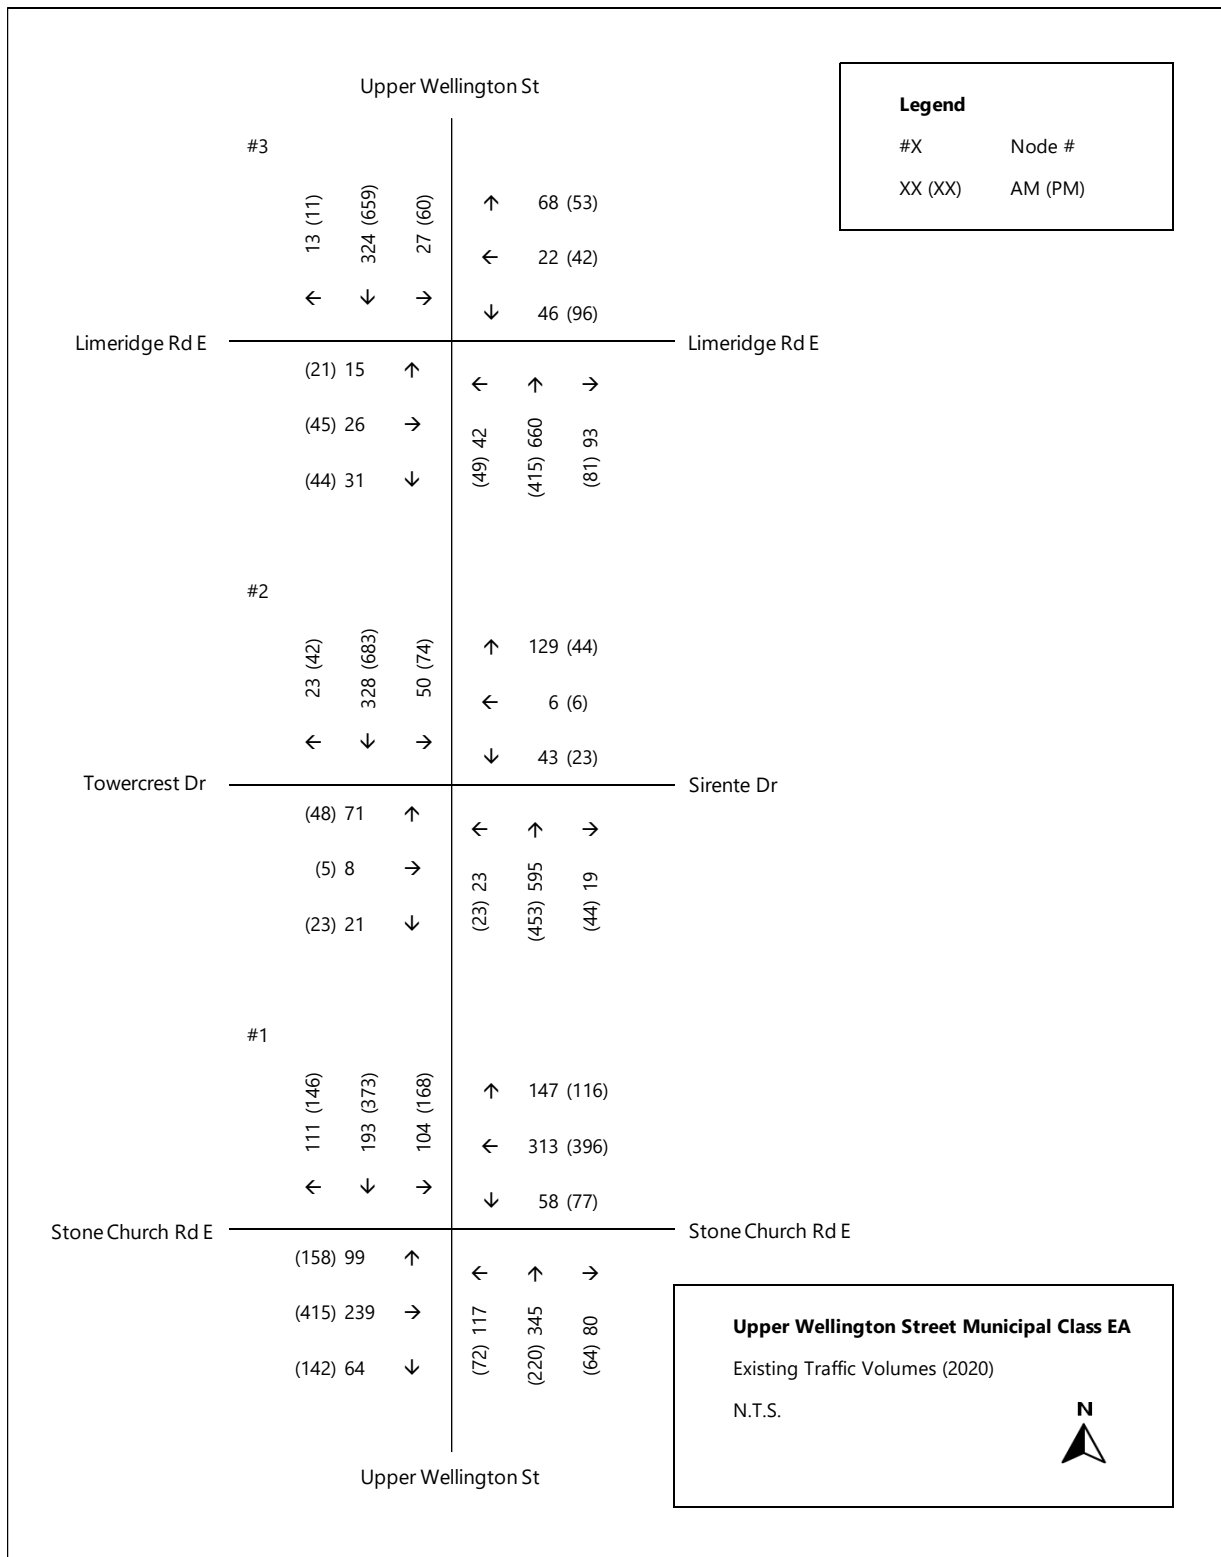 Upper Wellington St
Legend
#X Node #
XX (XX) AM (PM)
#3
13 (11)
324 (659)
27 (60)
↑ 68 (53)
← 22 (42)
↓ 46 (96)
← ↓ →
Limeridge Rd E
Limeridge Rd E
(21) 15 ↑
(45) 26 →
(44) 31 ↓
← ↑ →
(49) 42
(415) 660
(81) 93
#2
23 (42)
328 (683)
50 (74)
↑ 129 (44)
← 6 (6)
↓ 43 (23)
← ↓ →
Towercrest Dr
Sirente Dr
(48) 71 ↑
(5) 8 →
(23) 21 ↓
← ↑ →
(23) 23
(453) 595
(44) 19
#1
111 (146)
193 (373)
104 (168)
↑ 147 (116)
← 313 (396)
↓ 58 (77)
← ↓ →
Stone Church Rd E
Stone Church Rd E
(158) 99 ↑
(415) 239 →
(142) 64 ↓
← ↑ →
(72) 117
(220) 345
(64) 80
Upper Wellington St
Upper Wellington Street Municipal Class EA
Existing Traffic Volumes (2020)
N.T.S.
N